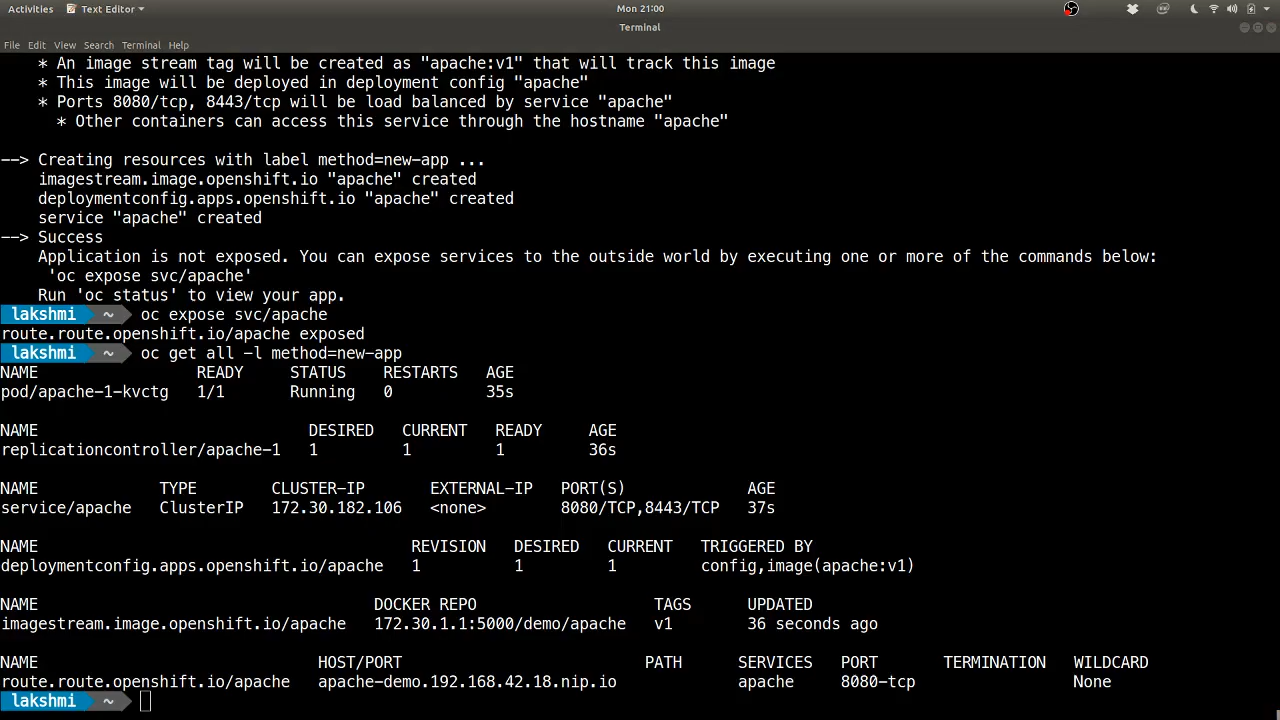 Activities Text Editor Mon 21:00
Terminal
File Edit View Search Terminal Help
* An image stream tag will be created as "apache:v1" that will track this image
* This image will be deployed in deployment config "apache"
* Ports 8080/tcp, 8443/tcp will be load balanced by service "apache"
* Other containers can access this service through the hostname "apache"
--> Creating resources with label method=new-app ...
imagestream.image.openshift.io "apache" created
deploymentconfig.apps.openshift.io "apache" created
service "apache" created
--> Success
Application is not exposed. You can expose services to the outside world by executing one or more of the commands below:
'oc expose svc/apache'
Run 'oc status' to view your app.
lakshmi ~ oc expose svc/apache
route.route.openshift.io/apache exposed
lakshmi ~ oc get all -l method=new-app
NAME READY STATUS RESTARTS AGE
pod/apache-1-kvctg 1/1 Running 0 35s
NAME DESIRED CURRENT READY AGE
replicationcontroller/apache-1 1 1 1 36s
NAME TYPE CLUSTER-IP EXTERNAL-IP PORT(S) AGE
service/apache ClusterIP 172.30.182.106 <none> 8080/TCP,8443/TCP 37s
NAME REVISION DESIRED CURRENT TRIGGERED BY
deploymentconfig.apps.openshift.io/apache 1 1 1 config,image(apache:v1)
NAME DOCKER REPO TAGS UPDATED
imagestream.image.openshift.io/apache 172.30.1.1:5000/demo/apache v1 36 seconds ago
NAME HOST/PORT PATH SERVICES PORT TERMINATION WILDCARD
route.route.openshift.io/apache apache-demo.192.168.42.18.nip.io apache 8080-tcp None
lakshmi ~